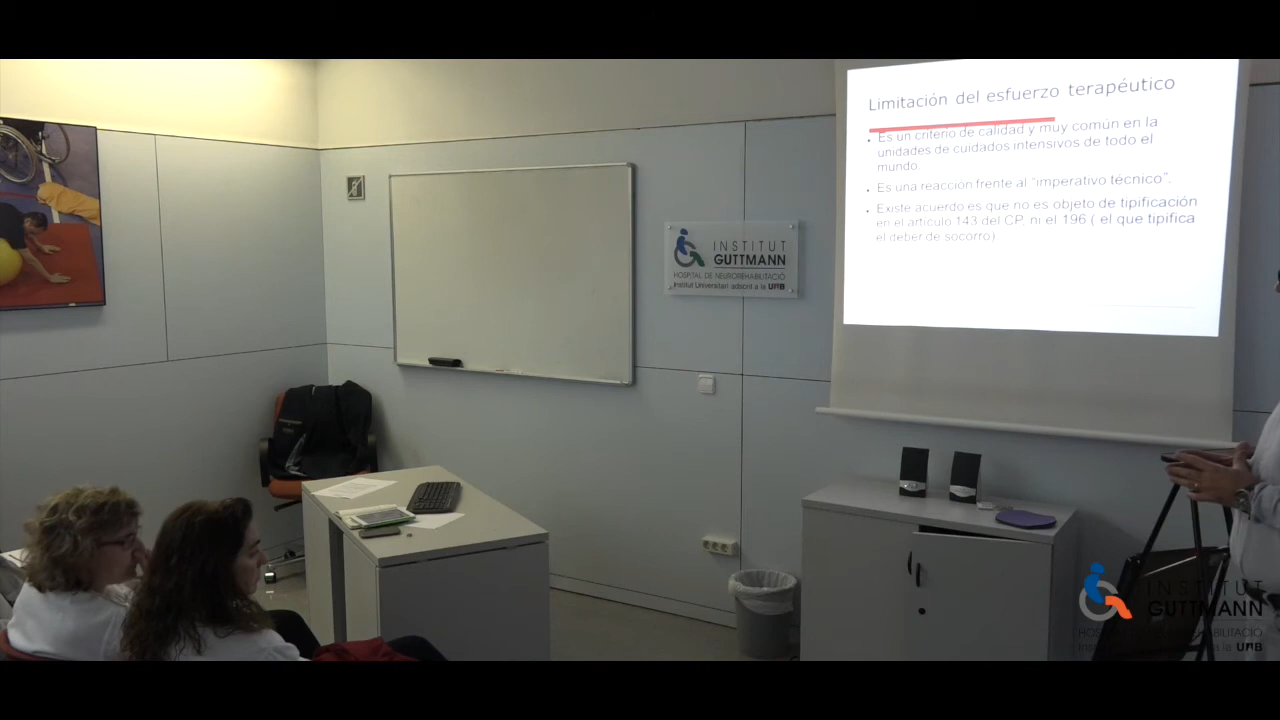 Limitación del esfuerzo terapéutico
Es un criterio de calidad y muy común en la
unidades de cuidados intensivos de todo el
mundo.
Es una reacción frente al “imperativo técnico”.
Existe acuerdo es que no es objeto de tipificación
en el artículo 143 del CP, ni el 196 ( el que tipifica
el deber de socorro)
INSTITUT
GUTTMANN
HOSPITAL DE NEUROREHABILITACIÓ
Institut Universitari adscrit a la UAB
INSTITUT
GUTTMANN